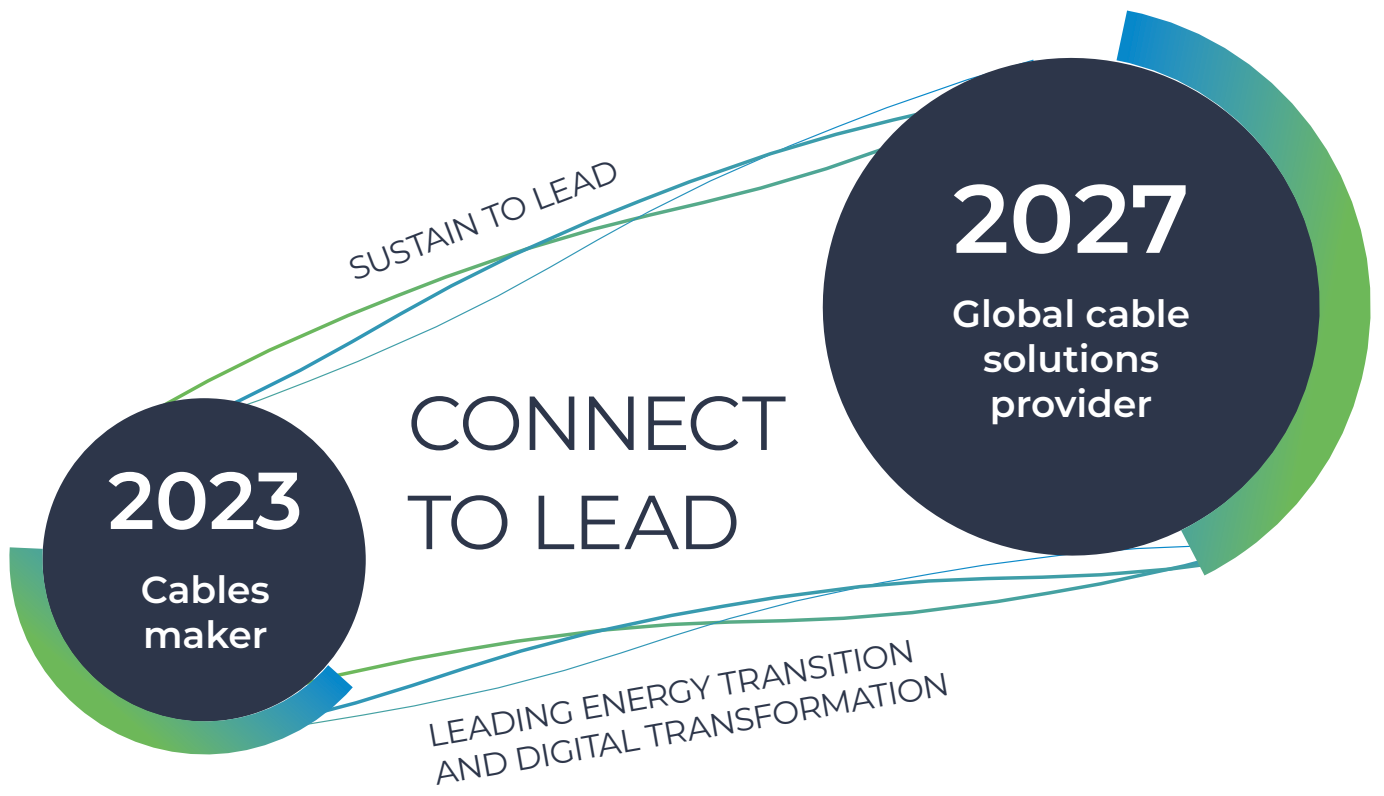 SUSTAIN TO LEAD
2027
Global cable
solutions
provider
CONNECT
TO LEAD
2023
Cables
maker
LEADING ENERGY TRANSITION
AND DIGITAL TRANSFORMATION